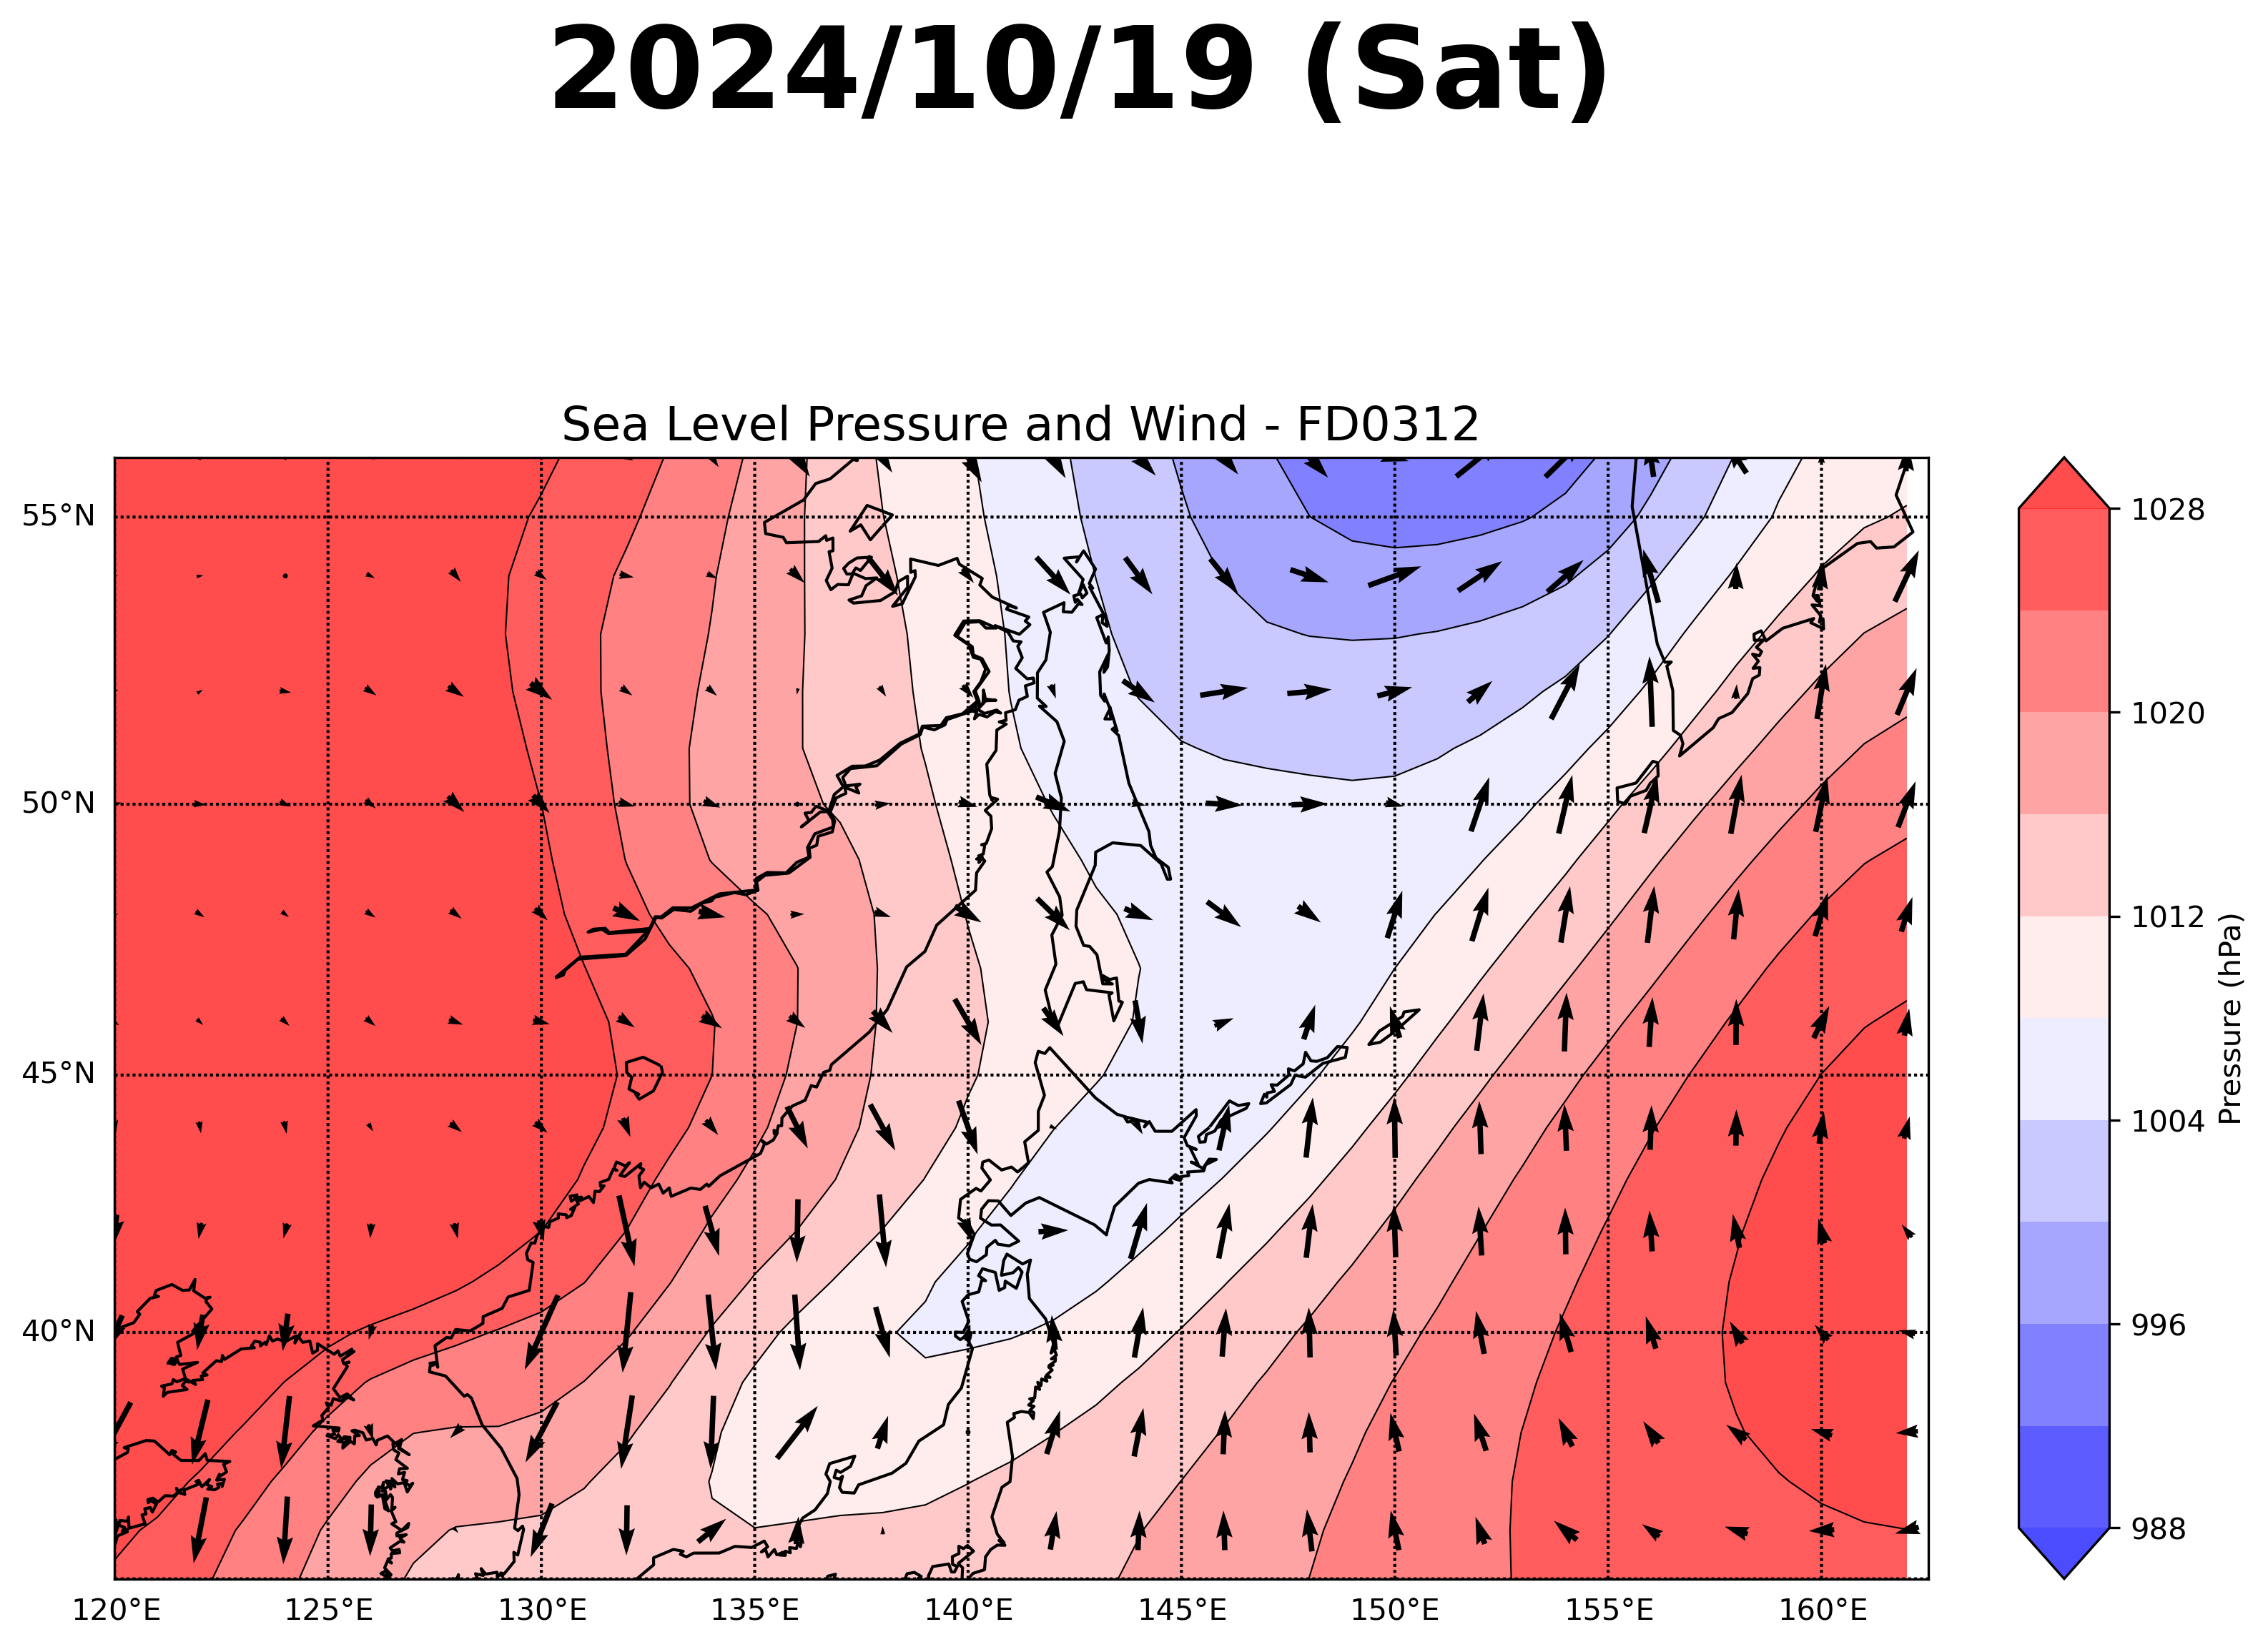 2024/10/19 (Sat)
Sea Level Pressure and Wind - FD0312
55°N
50°N
45°N
40°N
120°E
125°E
130°E
135°E
140°E
145°E
150°E
155°E
160°E
1028
1020
1012
1004
996
988
Pressure (hPa)